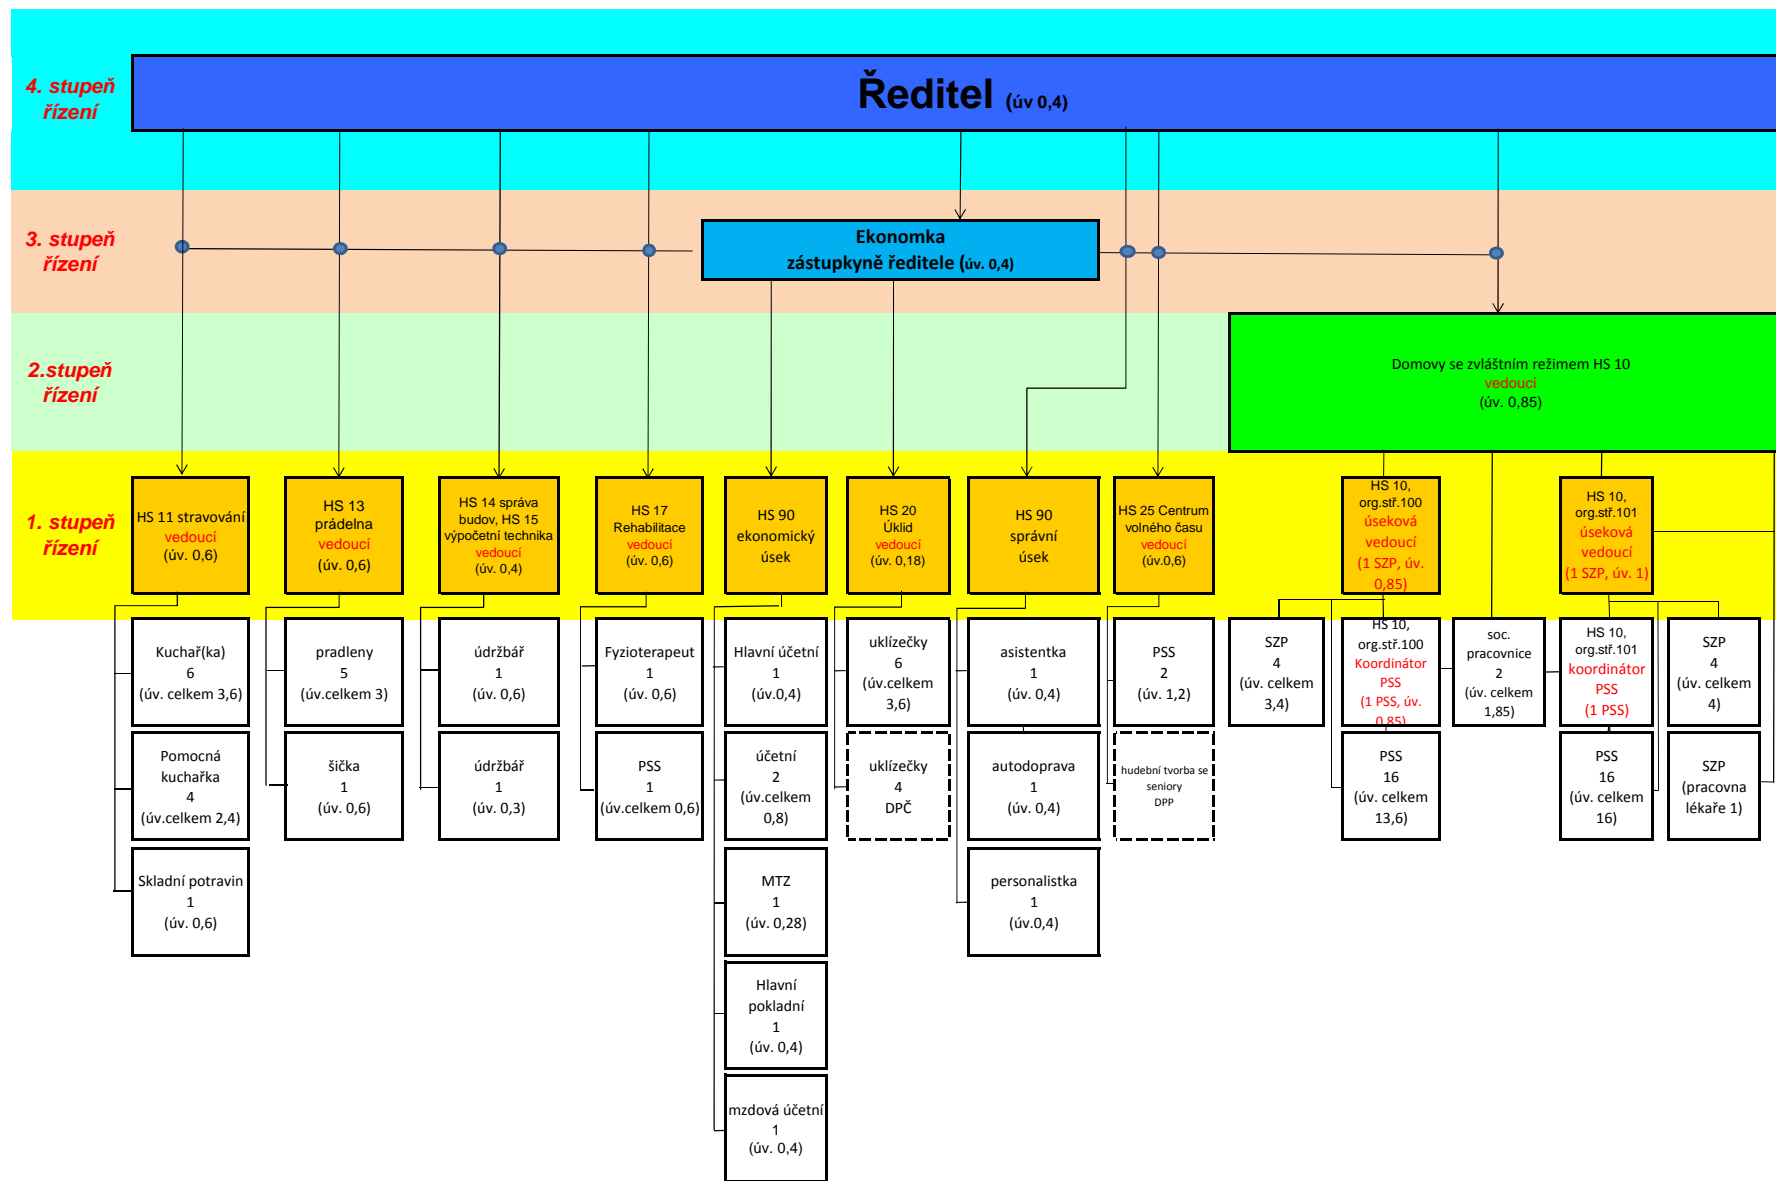 4. stupeň
řízení
Ředitel (úv 0,4)
3. stupeň
řízení
Ekonomka
zástupkyně ředitele (úv. 0,4)
2.stupeň
řízení
Domovy se zvláštním režimem HS 10
vedoucí
(úv. 0,85)
1. stupeň
řízení
HS 11 stravování
vedoucí
(úv. 0,6)
HS 13
prádelna
vedoucí
(úv. 0,6)
HS 14 správa
budov, HS 15
výpočetní technika
vedoucí
(úv. 0,4)
HS 17
Rehabilitace
vedoucí
(úv. 0,6)
HS 90
ekonomický
úsek
HS 20
Úklid
vedoucí
(úv. 0,18)
HS 90
správní
úsek
HS 25 Centrum
volného času
vedoucí
(úv.0,6)
HS 10,
org.stř.100
úseková
vedoucí
(1 SZP, úv.
0,85)
HS 10,
org.stř.101
úseková
vedoucí
(1 SZP, úv. 1)
Kuchař(ka)
6
(úv. celkem 3,6)
pradleny
5
(úv.celkem 3)
údržbář
1
(úv. 0,6)
Fyzioterapeut
1
(úv. 0,6)
Hlavní účetní
1
(úv.0,4)
uklízečky
6
(úv.celkem
3,6)
asistentka
1
(úv. 0,4)
PSS
2
(úv. 1,2)
SZP
4
(úv. celkem
3,4)
HS 10,
org.stř.100
Koordinátor
PSS
(1 PSS, úv.
0,85)
soc.
pracovnice
2
(úv. celkem
1,85)
HS 10,
org.stř.101
koordinátor
PSS
(1 PSS)
SZP
4
(úv. celkem
4)
Pomocná
kuchařka
4
(úv.celkem 2,4)
šička
1
(úv. 0,6)
údržbář
1
(úv. 0,3)
PSS
1
(úv.celkem 0,6)
účetní
2
(úv.celkem
0,8)
uklízečky
4
DPČ
autodoprava
1
(úv. 0,4)
hudební tvorba se
seniory
DPP
PSS
16
(úv. celkem
13,6)
PSS
16
(úv. celkem
16)
SZP
(pracovna
lékaře 1)
Skladní potravin
1
(úv. 0,6)
MTZ
1
(úv. 0,28)
personalistka
1
(úv.0,4)
Hlavní
pokladní
1
(úv. 0,4)
mzdová účetní
1
(úv. 0,4)